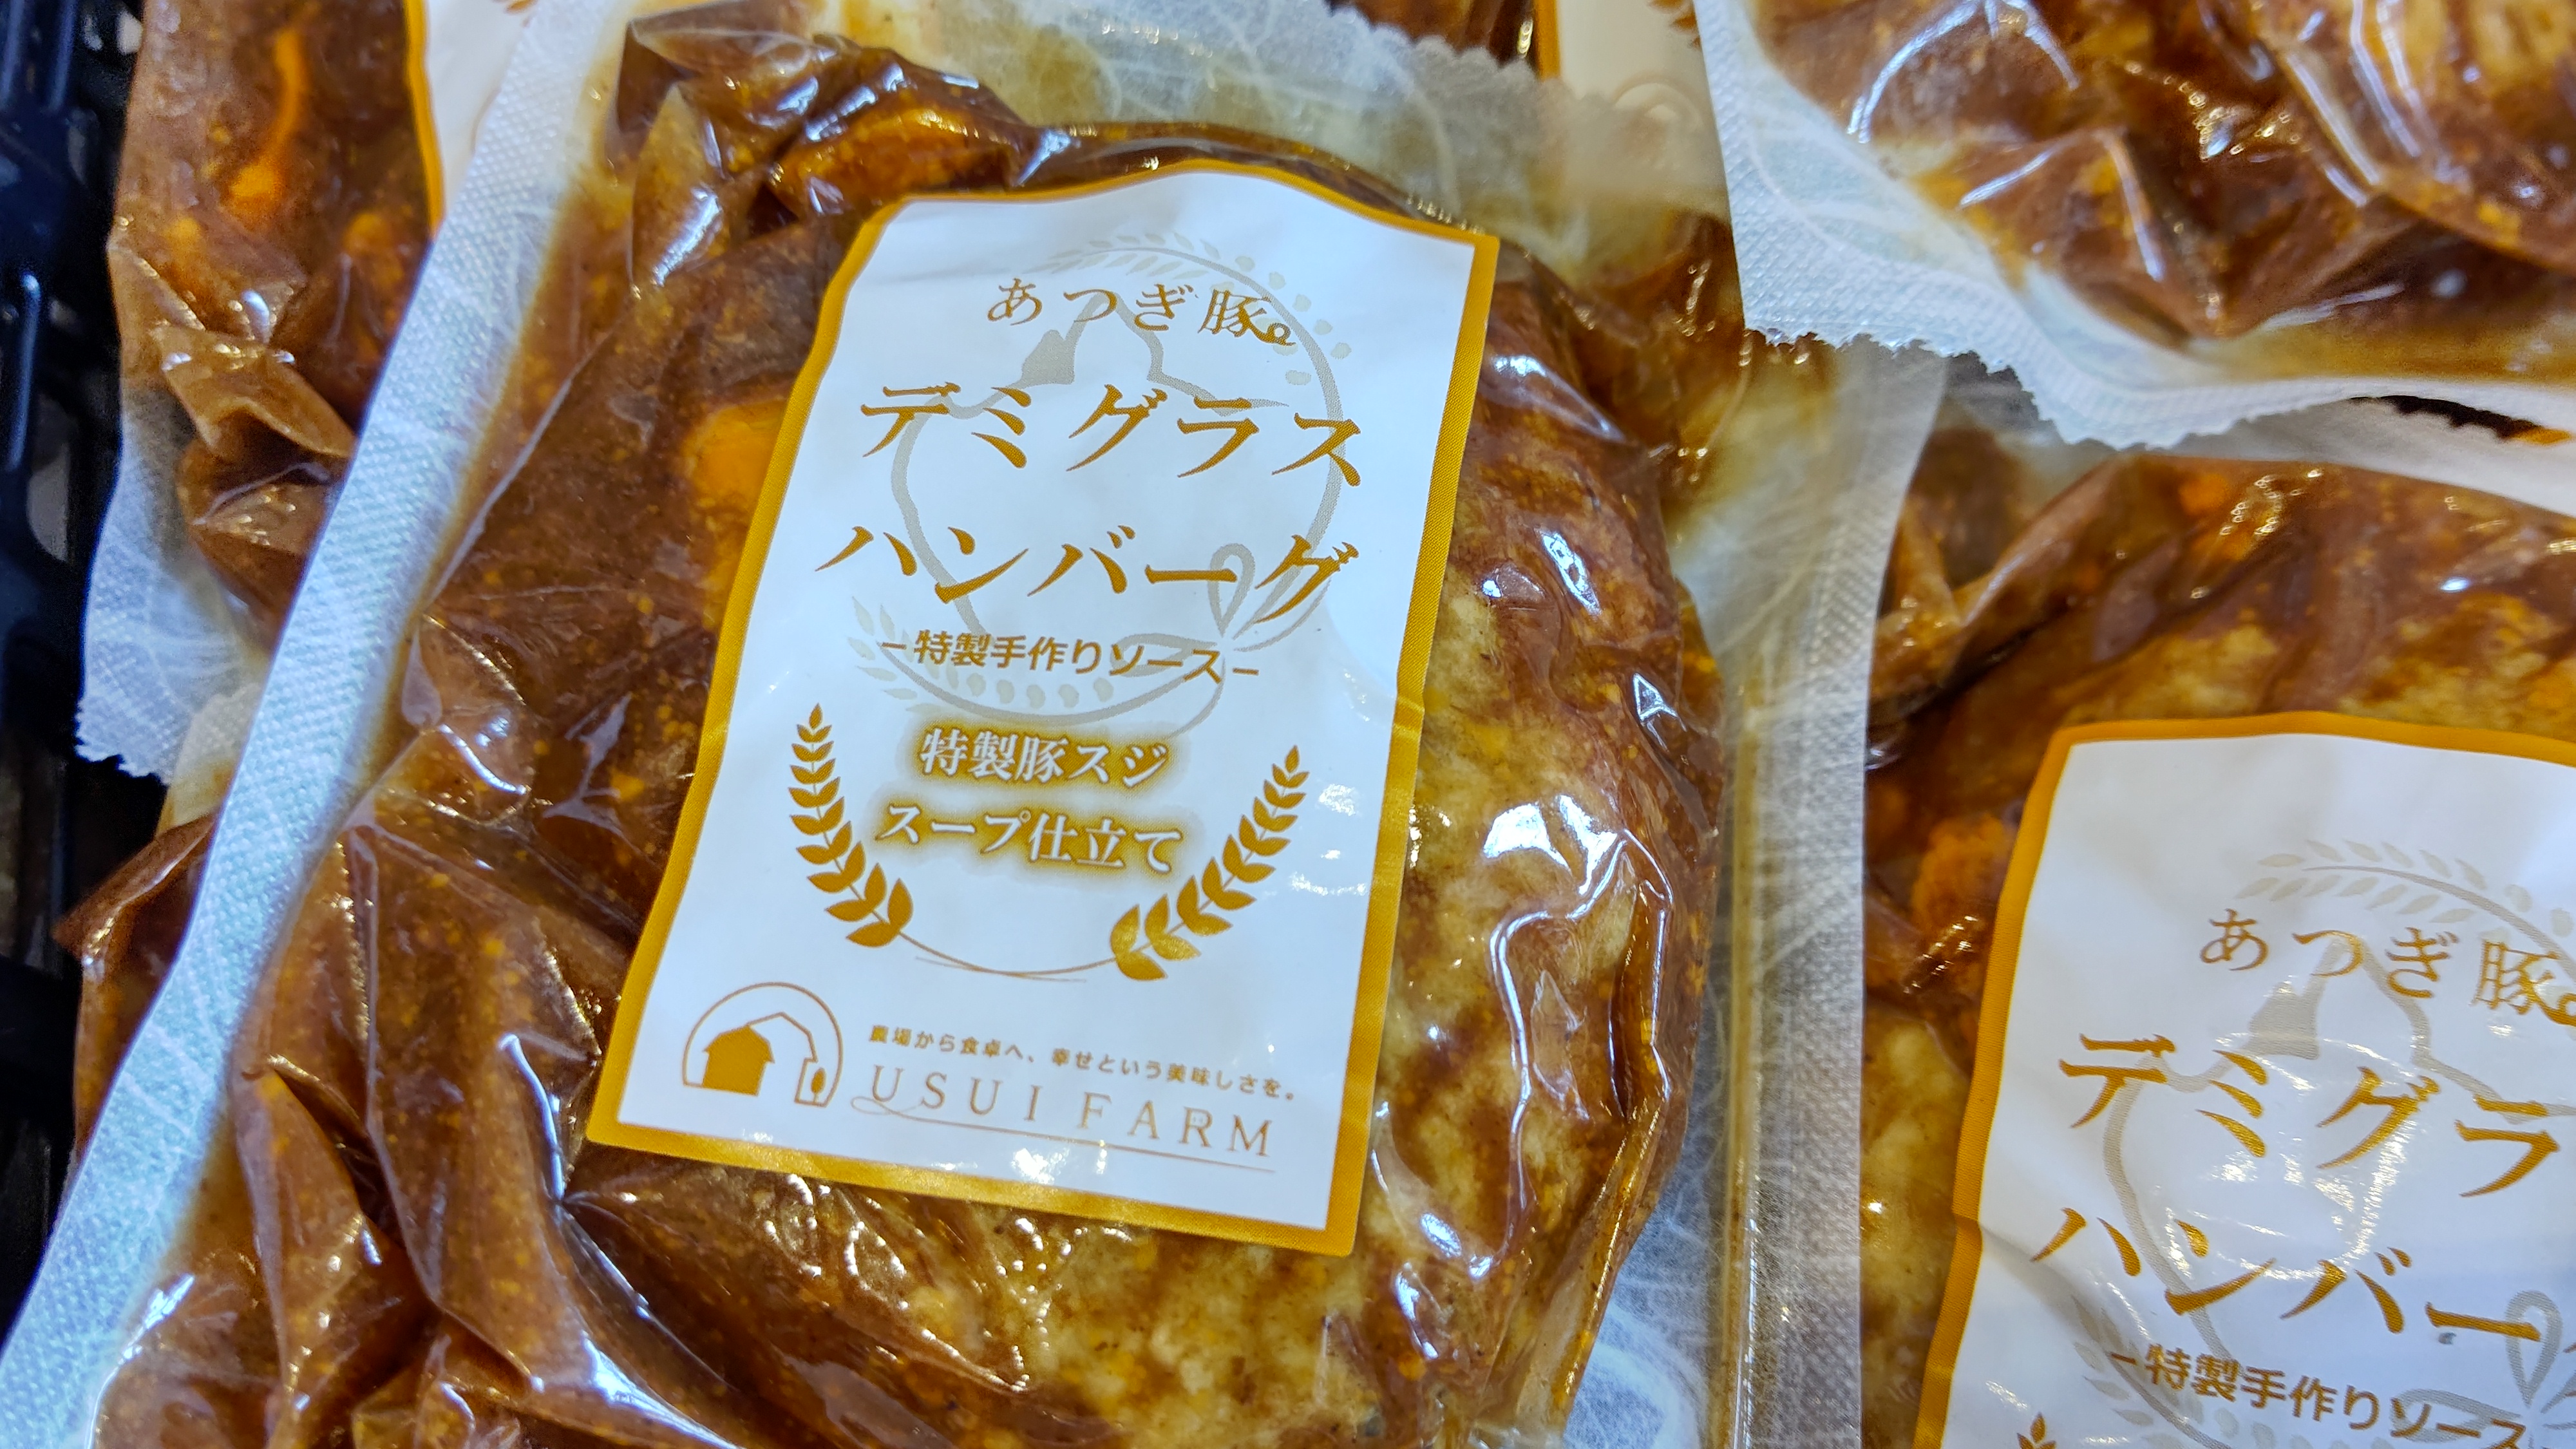 あつぎ豚
デミグラス
ハンバーグ
－特製手作りソース－
特製豚スジ
スープ仕立て
農場から食卓へ、幸せという美味しさを。
USUI FARM
あつぎ豚
デミグラ
ハンバー
－特製手作りソース